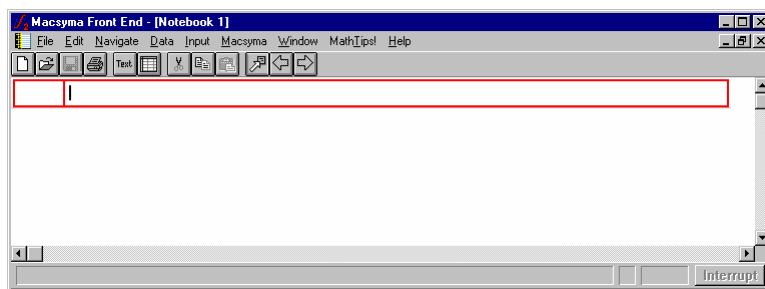 Macsyma Front End - [Notebook 1]
File Edit Navigate Data Input Macsyma Window MathTips! Help
Text
Interrupt